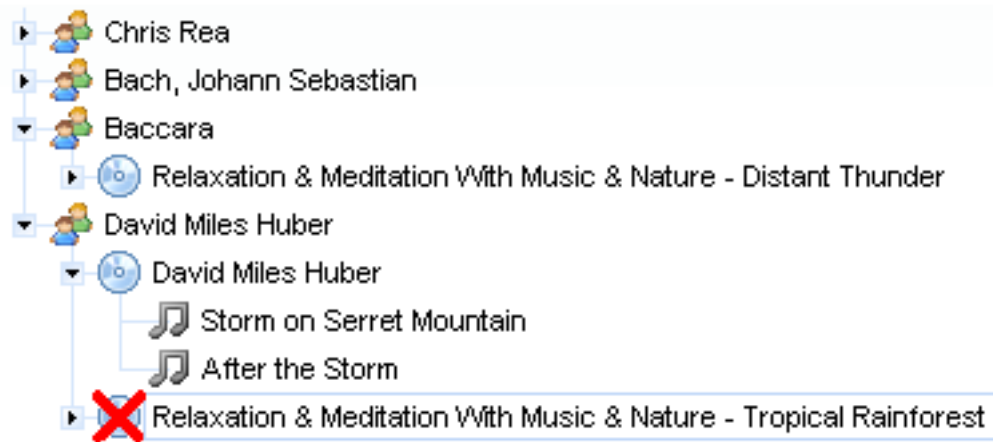 Chris Rea
Bach, Johann Sebastian
Baccara
Relaxation & Meditation With Music & Nature - Distant Thunder
David Miles Huber
David Miles Huber
Storm on Serret Mountain
After the Storm
Relaxation & Meditation With Music & Nature - Tropical Rainforest